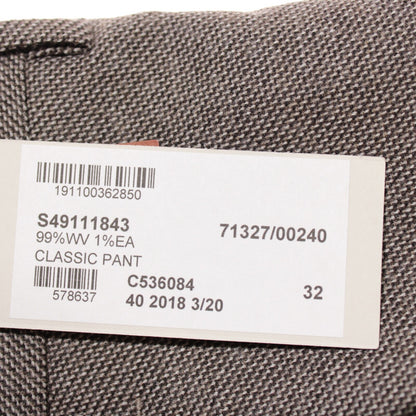 191100362850
S49111843 71327/00240
99%WV 1%EA
CLASSIC PANT
578637 C536084 32
40 2018 3/20